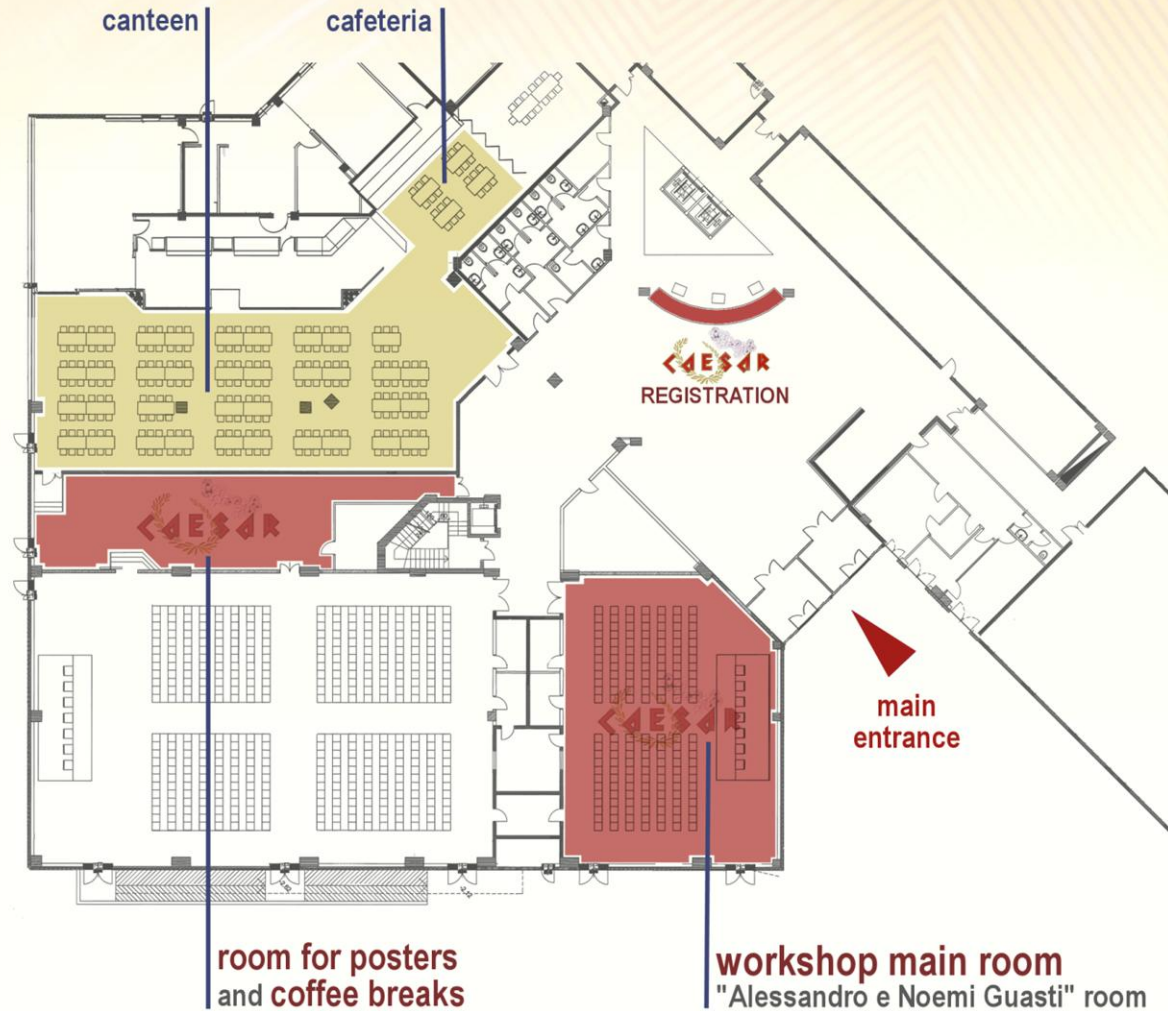 canteen
cafeteria
CAESAR
REGISTRATION
CAESAR
CAESAR
main
entrance
room for posters
and coffee breaks
workshop main room
"Alessandro e Noemi Guasti" room